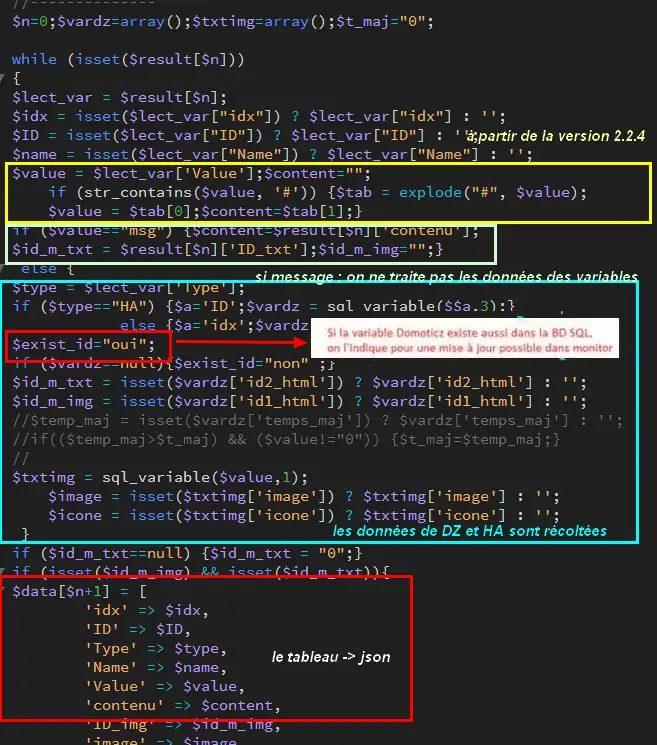 //--------------
$n=0;$vardz=array();$txtimg=array();$t_maj="0";
while (isset($result[$n]))
{
$lect_var = $result[$n];
$idx = isset($lect_var["idx"]) ? $lect_var["idx"] : '';
$ID = isset($lect_var["ID"]) ? $lect_var["ID"] : '';
à partir de la version 2.2.4
$name = isset($lect_var["Name"]) ? $lect_var["Name"] : '';
$value = $lect_var['Value'];$content="";
if (str_contains($value, '#')) {$tab = explode("#", $value);
$value = $tab[0];$content=$tab[1];}
if ($value=="msg") {$content=$result[$n]['contenu'];
$id_m_txt = $result[$n]['ID_txt'];$id_m_img="";}
else {
si message : on ne traite pas les données des variables
$type = $lect_var['Type'];
if ($type=="HA") {$a='ID';$vardz = sql_variable($$a,3);}
else {$a='idx';$vardz
$exist_id="oui";
Si la variable Domoticz existe aussi dans la BD SQL,
on l'indique pour une mise à jour possible dans monitor
if ($vardz==null){$exist_id="non" ;}
$id_m_txt = isset($vardz['id2_html']) ? $vardz['id2_html'] : '';
$id_m_img = isset($vardz['id1_html']) ? $vardz['id1_html'] : '';
//$temp_maj = isset($vardz['temps_maj']) ? $vardz['temps_maj'] : '';
//if(($temp_maj>$t_maj) && ($value!="0")) {$t_maj=$temp_maj;}
//
$txtimg = sql_variable($value,1);
$image = isset($txtimg['image']) ? $txtimg['image'] : '';
$icone = isset($txtimg['icone']) ? $txtimg['icone'] : '';
}
les données de DZ et HA sont récoltées
if ($id_m_txt==null) {$id_m_txt = "0";}
if (isset($id_m_img) && isset($id_m_txt)){
$data[$n+1] = [
'idx' => $idx,
'ID' => $ID,
'Type' => $type,
le tableau -> json
'Name' => $name,
'Value' => $value,
'contenu' => $content,
'ID_img' => $id_m_img,
'image' => $image